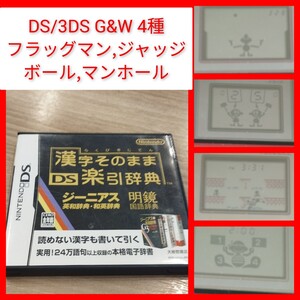 DS/3DS G&W 4種
フラッグマン,ジャッジ
ボール,マンホール
Nintendo
漢字そのまま
DS楽引辞典
ジーニアス
英和辞典・和英辞典
明鏡
国語辞典
読めない漢字も書いて引く
実用!24万語句以上収録の本格電子辞書
NINTENDO DS